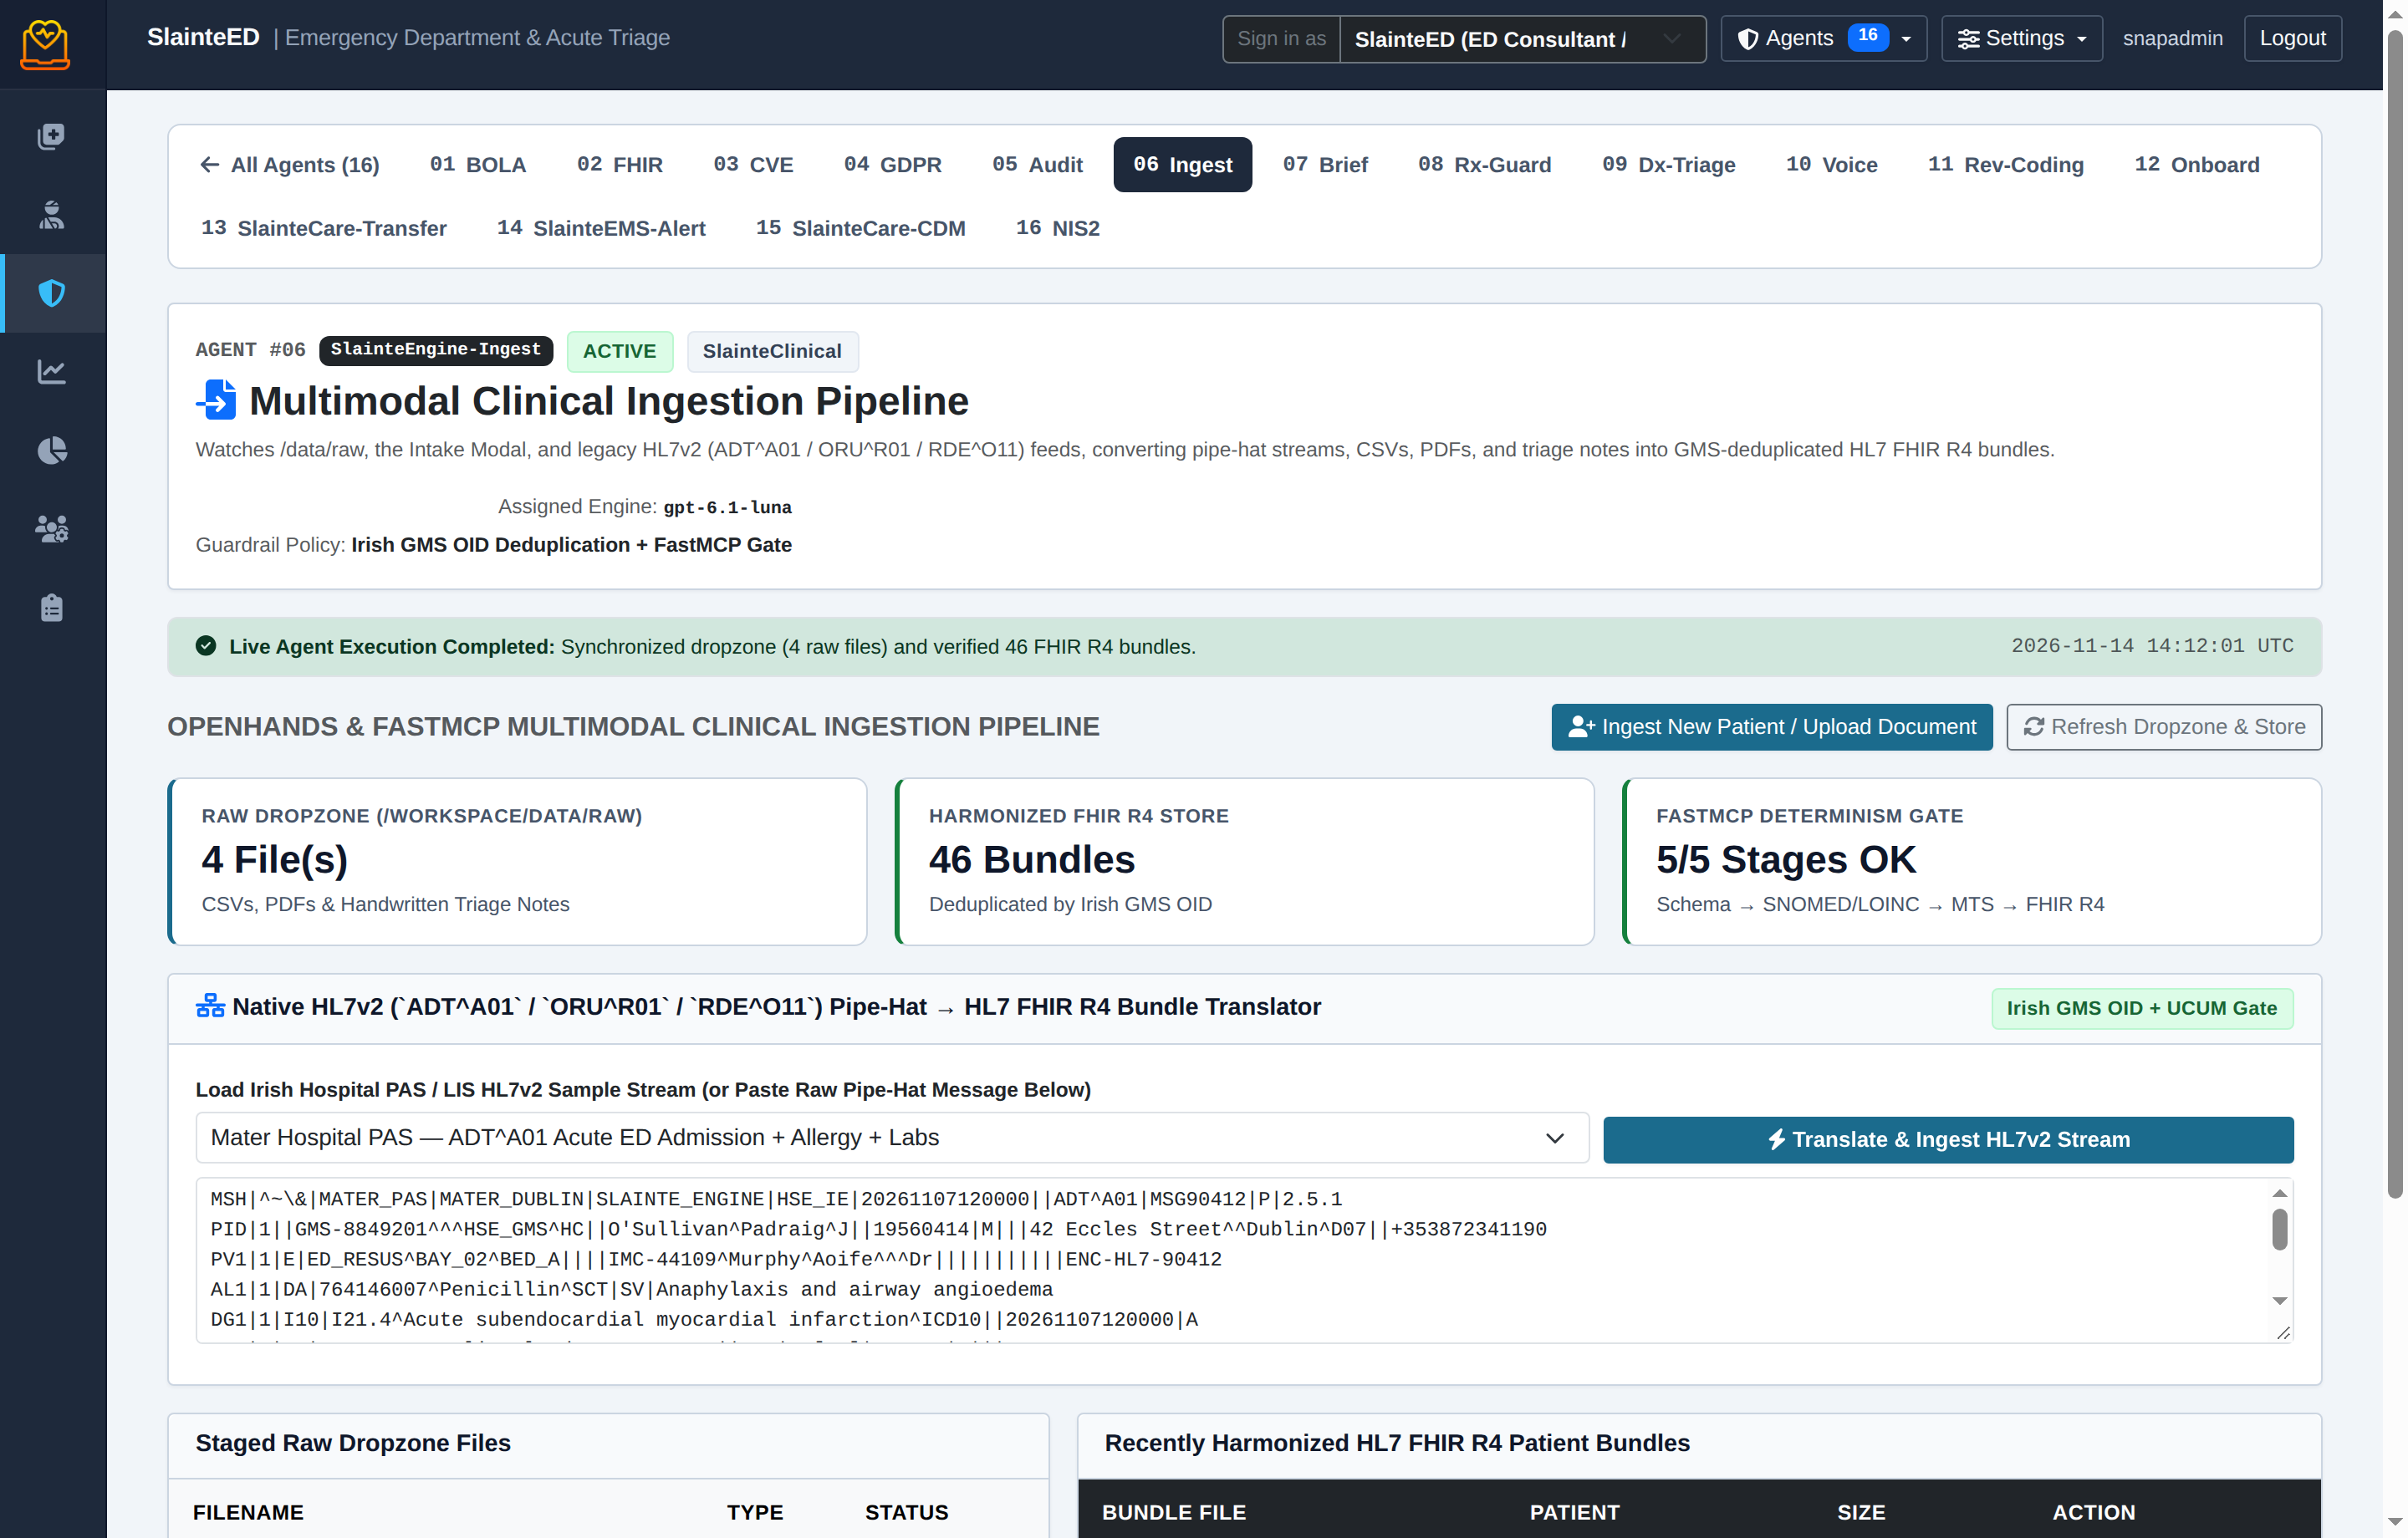 SlainteED | Emergency Department & Acute Triage
Sign in as SlainteED (ED Consultant /
Agents 16
Settings
snapadmin
Logout
All Agents (16) 01 BOLA 02 FHIR 03 CVE 04 GDPR 05 Audit 06 Ingest 07 Brief 08 Rx-Guard 09 Dx-Triage 10 Voice 11 Rev-Coding 12 Onboard
13 SlainteCare-Transfer 14 SlainteEMS-Alert 15 SlainteCare-CDM 16 NIS2
AGENT #06 SlainteEngine-Ingest ACTIVE SlainteClinical
Multimodal Clinical Ingestion Pipeline
Watches /data/raw, the Intake Modal, and legacy HL7v2 (ADT^A01 / ORU^R01 / RDE^O11) feeds, converting pipe-hat streams, CSVs, PDFs, and triage notes into GMS-deduplicated HL7 FHIR R4 bundles.
Assigned Engine: gpt-6.1-luna
Guardrail Policy: Irish GMS OID Deduplication + FastMCP Gate
Live Agent Execution Completed: Synchronized dropzone (4 raw files) and verified 46 FHIR R4 bundles. 2026-11-14 14:12:01 UTC
OPENHANDS & FASTMCP MULTIMODAL CLINICAL INGESTION PIPELINE
Ingest New Patient / Upload Document
Refresh Dropzone & Store
RAW DROPZONE (/WORKSPACE/DATA/RAW)
4 File(s)
CSVs, PDFs & Handwritten Triage Notes
HARMONIZED FHIR R4 STORE
46 Bundles
Deduplicated by Irish GMS OID
FASTMCP DETERMINISM GATE
5/5 Stages OK
Schema → SNOMED/LOINC → MTS → FHIR R4
Native HL7v2 (`ADT^A01` / `ORU^R01` / `RDE^O11`) Pipe-Hat → HL7 FHIR R4 Bundle Translator
Irish GMS OID + UCUM Gate
Load Irish Hospital PAS / LIS HL7v2 Sample Stream (or Paste Raw Pipe-Hat Message Below)
Mater Hospital PAS — ADT^A01 Acute ED Admission + Allergy + Labs
Translate & Ingest HL7v2 Stream
MSH|^~\&|MATER_PAS|MATER_DUBLIN|SLAINTE_ENGINE|HSE_IE|20261107120000||ADT^A01|MSG90412|P|2.5.1
PID|1||GMS-8849201^^^HSE_GMS^HC||O'Sullivan^Padraig^J||19560414|M|||42 Eccles Street^^Dublin^D07||+353872341190
PV1|1|E|ED_RESUS^BAY_02^BED_A||||IMC-44109^Murphy^Aoife^^^Dr|||||||||||ENC-HL7-90412
AL1|1|DA|764146007^Penicillin^SCT|SV|Anaphylaxis and airway angioedema
DG1|1|I10|I21.4^Acute subendocardial myocardial infarction^ICD10||20261107120000|A
Staged Raw Dropzone Files
FILENAME TYPE STATUS
Recently Harmonized HL7 FHIR R4 Patient Bundles
BUNDLE FILE PATIENT SIZE ACTION